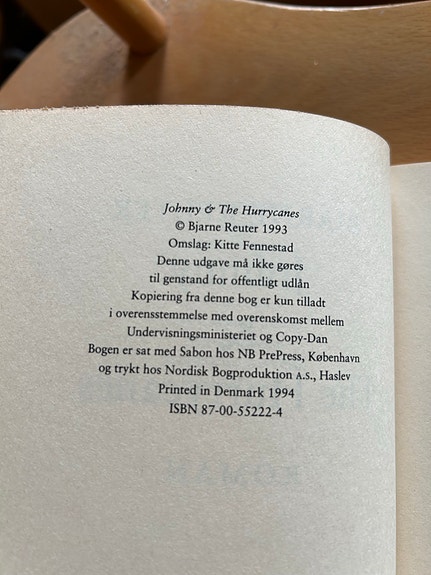 Johnny & The Hurrycanes
© Bjarne Reuter 1993
Omslag: Kitte Fennestad
Denne udgave må ikke gøres
til genstand for offentligt udlån
Kopiering fra denne bog er kun tilladt
i overensstemmelse med overenskomst mellem
Undervisningsministeriet og Copy-Dan
Bogen er sat med Sabon hos NB PrePress, København
og trykt hos Nordisk Bogproduktion A.S., Haslev
Printed in Denmark 1994
ISBN 87-00-55222-4